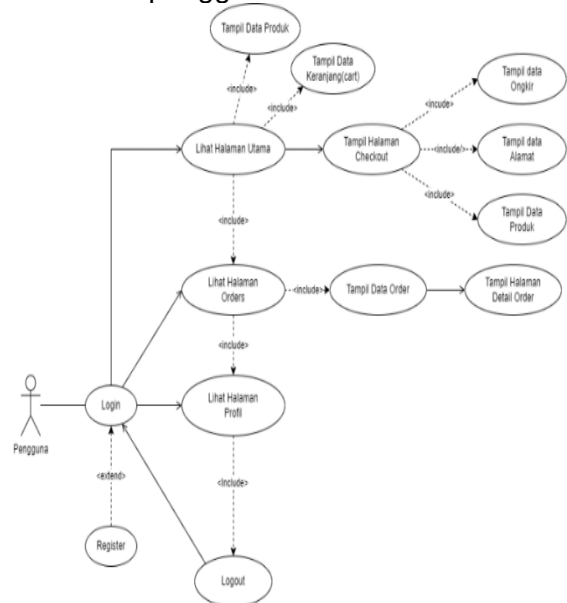 Tampil Data Produk
Tampil Data
Keranjang(cart)
<include>
<include>
Tampil data
Ongkir
<incude>
Lihat Halaman Utama
Tampil Halaman
Checkout
<include/>
Tampil data
Alamat
<include>
Tampil Data
Produk
<include>
Lihat Halaman
Orders
<include>
Tampil Data Order
Tampil Halaman
Detail Order
<include>
Pengguna
Login
Lihat Halaman
Profil
<extend>
<Include>
Register
Logout